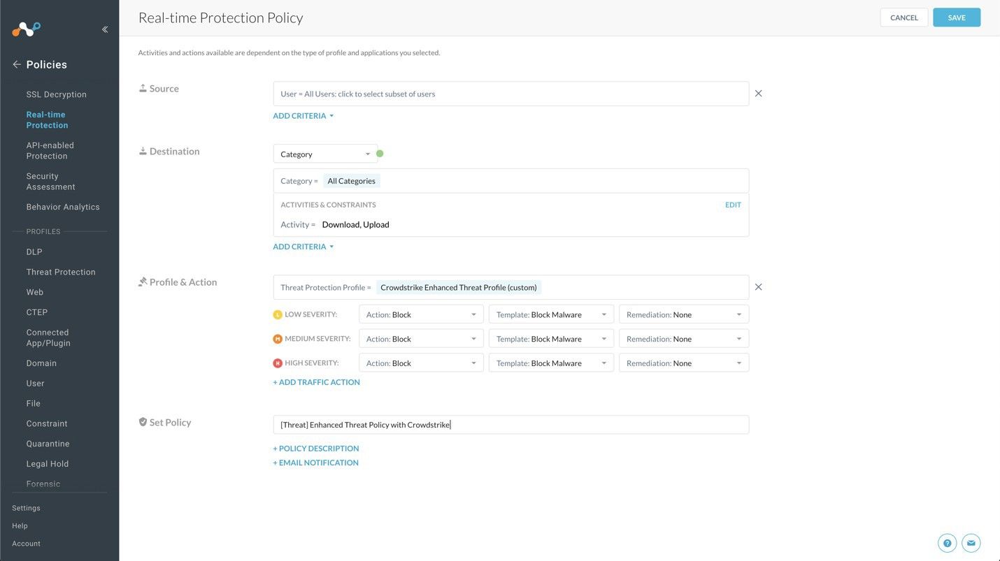 Real-time Protection Policy
CANCEL
SAVE
Policies
SSL Decryption
Real-time
Protection
API-enabled
Protection
Security
Assessment
Behavior Analytics
PROFILES
DLP
Threat Protection
Web
CTEP
Connected
App/Plugin
Domain
User
File
Constraint
Quarantine
Legal Hold
Forensic
Settings
Help
Account
Activities and actions available are dependent on the type of profile and applications you selected.
Source
User = All Users: click to select subset of users
ADD CRITERIA
Destination
Category
Category = All Categories
ACTIVITIES & CONSTRAINTS
EDIT
Activity = Download, Upload
ADD CRITERIA
Profile & Action
Threat Protection Profile = Crowdstrike Enhanced Threat Profile (custom)
L LOW SEVERITY: Action: Block Template: Block Malware Remediation: None
M MEDIUM SEVERITY: Action: Block Template: Block Malware Remediation: None
H HIGH SEVERITY: Action: Block Template: Block Malware Remediation: None
+ ADD TRAFFIC ACTION
Set Policy
[Threat] Enhanced Threat Policy with Crowdstrike
+ POLICY DESCRIPTION
+ EMAIL NOTIFICATION
?